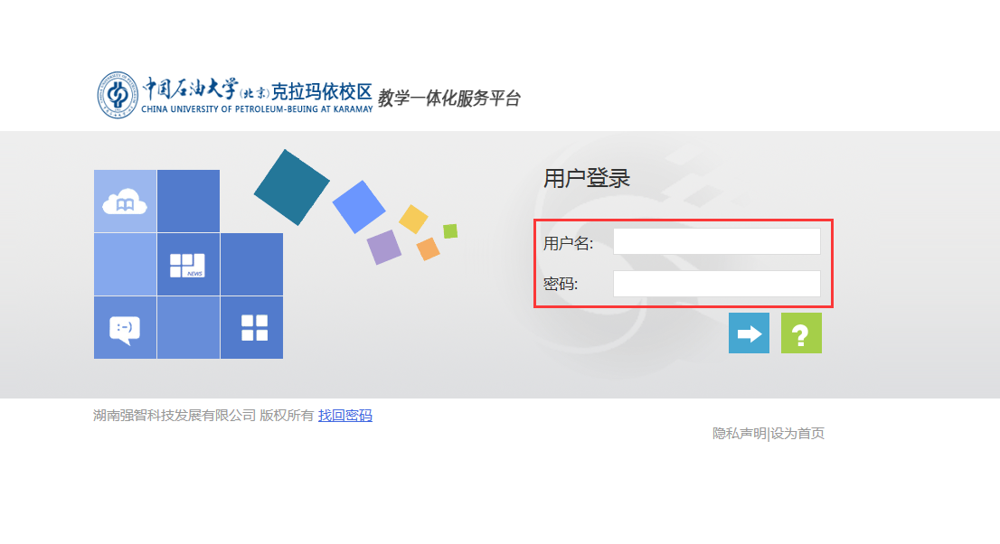 中国石油大学(北京)克拉玛依校区
CHINA UNIVERSITY OF PETROLEUM-BEIJING AT KARAMAY
教学一体化服务平台
用户登录
用户名:
密码:
NEWS
:-)
?
湖南强智科技发展有限公司 版权所有 找回密码
隐私声明|设为首页